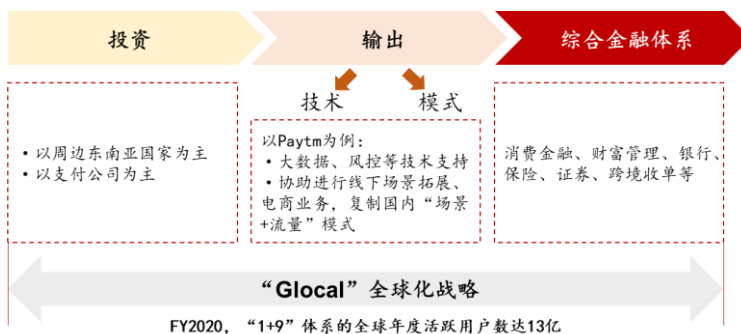 投资
输出
综合金融体系
技术
模式
• 以周边东南亚国家为主
• 以支付公司为主
以Paytm为例：
• 大数据、风控等技术支持
• 协助进行线下场景拓展、
电商业务，复制国内“场景
+流量”模式
消费金融、财富管理、银行、
保险、证券、跨境收单等
“Glocal”全球化战略
FY2020，“1+9”体系的全球年度活跃用户数达13亿